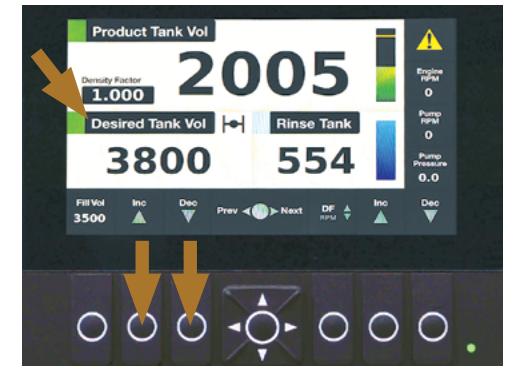 Product Tank Vol
Density Factor
1.000
2005
Engine
RPM
0
Desired Tank Vol
Rinse Tank
Pump
RPM
0
3800
554
Pump
Pressure
0.0
Fill Vol
3500
Inc
Dec
Prev
Next
DF
RPM
Inc
Dec